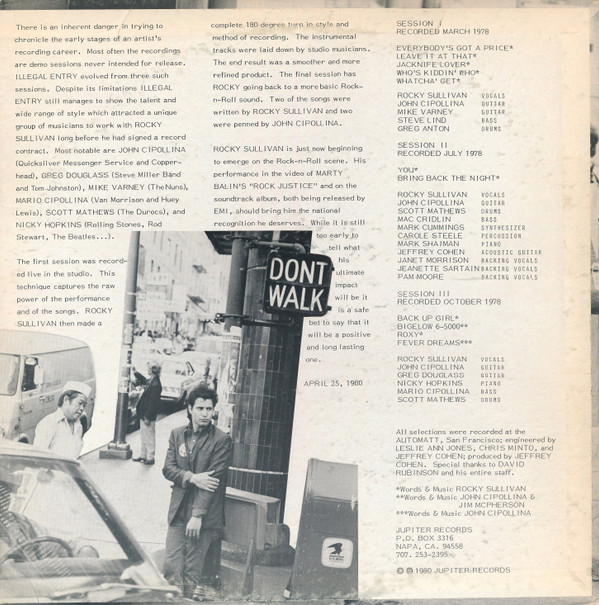 There is an inherent danger in trying to
chronicle the early stages of an artist's
recording career. Most often the recordings
are demo sessions never intended for release.
ILLEGAL ENTRY evolved from three such
sessions. Despite its limitations ILLEGAL
ENTRY still manages to show the talent and
wide range of style which attracted a unique
group of musicians to work with ROCKY
SULLIVAN long before he had signed a record
contract. Most notable are JOHN CIPOLLINA
(Quicksilver Messenger Service and Copper-
head), GREG DOUGLASS (Steve Miller Band
and Tom Johnston), MIKE VARNEY (The Nuns),
MARIO CIPOLLINA (Van Morrison and Huey
Lewis), SCOTT MATHEWS (The Durocs), and
NICKY HOPKINS (Rolling Stones, Rod
Stewart, The Beatles...).
The first session was record-
ed live in the studio. This
technique captures the raw
power of the performance
and of the songs. ROCKY
SULLIVAN then made a
complete 180 degree turn in style and
method of recording. The instrumental
tracks were laid down by studio musicians.
The end result was a smoother and more
refined product. The final session has
ROCKY going back to a more basic Rock-
n-Roll sound. Two of the songs were
written by ROCKY SULLIVAN and two
were penned by JOHN CIPOLLINA.
ROCKY SULLIVAN is just now beginning
to emerge on the Rock-n-Roll scene. His
performance in the video of MARTY
BALIN'S "ROCK JUSTICE" and on the
soundtrack album, both being released by
EMI, should bring him the national
recognition he deserves. While it is still
too early to
tell what
his
ultimate
impact
will be it
is a safe
bet to say that it
will be a positive
and long lasting
one.
APRIL 25, 1980
DONT
WALK
SESSION I
RECORDED MARCH 1978
EVERYBODY'S GOT A PRICE*
LEAVE IT AT THAT*
JACKNIFE LOVER*
WHO'S KIDDIN' WHO*
WHATCHA' GET*
ROCKY SULLIVAN VOCALS
JOHN CIPOLLINA GUITAR
MIKE VARNEY GUITAR
STEVE LIND BASS
GREG ANTON DRUMS
SESSION II
RECORDED JULY 1978
YOU*
BRING BACK THE NIGHT*
ROCKY SULLIVAN VOCALS
JOHN CIPOLLINA GUITAR
SCOTT MATHEWS DRUMS
MAC CRIDLIN BASS
MARK CUMMINGS SYNTHESIZER
CAROLE STEELE PERCUSSION
MARK SHAIMAN PIANO
JEFFREY COHEN ACOUSTIC GUITAR
JANET MORRISON BACKING VOCALS
JEANETTE SARTAIN BACKING VOCALS
PAM MOORE BACKING VOCALS
SESSION III
RECORDED OCTOBER 1978
BACK UP GIRL*
BIGELOW 6-5000**
ROXY*
FEVER DREAMS***
ROCKY SULLIVAN VOCALS
JOHN CIPOLLINA GUITAR
GREG DOUGLASS GUITAR
NICKY HOPKINS PIANO
MARIO CIPOLLINA BASS
SCOTT MATHEWS DRUMS
All selections were recorded at the
AUTOMATT, San Francisco; engineered by
LESLIE ANN JONES, CHRIS MINTO, and
JEFFREY COHEN; produced by JEFFREY
COHEN. Special thanks to DAVID
RUBINSON and his entire staff.
*Words & Music ROCKY SULLIVAN
**Words & Music JOHN CIPOLLINA &
JIM MCPHERSON
***Words & Music JOHN CIPOLLINA
JUPITER RECORDS
P.O. BOX 3316
NAPA, CA. 94558
707. 253-2395
© ℗ 1980 JUPITER RECORDS